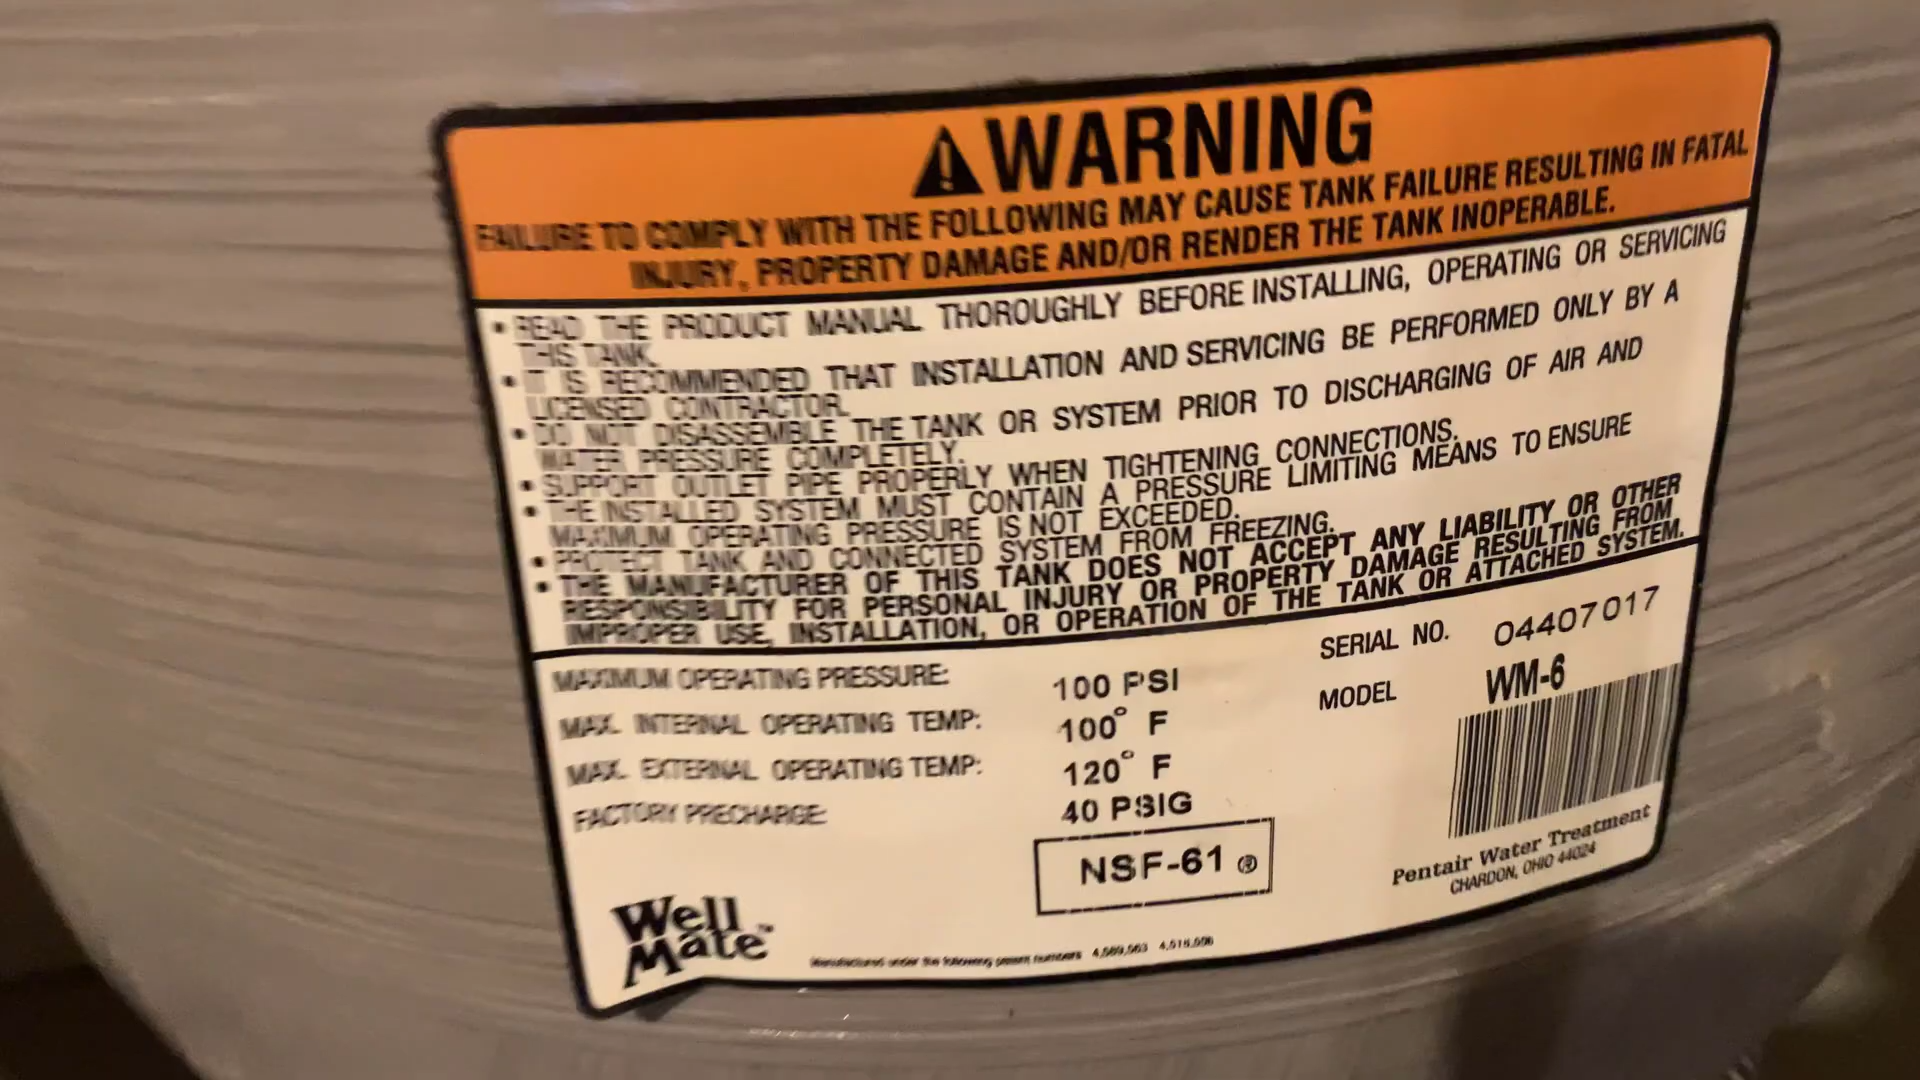 WARNING
FAILURE TO COMPLY WITH THE FOLLOWING MAY CAUSE TANK FAILURE RESULTING IN FATAL
INJURY, PROPERTY DAMAGE AND/OR RENDER THE TANK INOPERABLE.
• READ THE PRODUCT MANUAL THOROUGHLY BEFORE INSTALLING, OPERATING OR SERVICING
THIS TANK.
• IT IS RECOMMENDED THAT INSTALLATION AND SERVICING BE PERFORMED ONLY BY A
LICENSED CONTRACTOR.
• DO NOT DISASSEMBLE THE TANK OR SYSTEM PRIOR TO DISCHARGING OF AIR AND
WATER PRESSURE COMPLETELY.
• SUPPORT OUTLET PIPE PROPERLY WHEN TIGHTENING CONNECTIONS.
• THE INSTALLED SYSTEM MUST CONTAIN A PRESSURE LIMITING MEANS TO ENSURE
MAXIMUM OPERATING PRESSURE IS NOT EXCEEDED.
• PROTECT TANK AND CONNECTED SYSTEM FROM FREEZING.
• THE MANUFACTURER OF THIS TANK DOES NOT ACCEPT ANY LIABILITY OR OTHER
RESPONSIBILITY FOR PERSONAL INJURY OR PROPERTY DAMAGE RESULTING FROM
IMPROPER USE, INSTALLATION, OR OPERATION OF THE TANK OR ATTACHED SYSTEM.
MAXIMUM OPERATING PRESSURE: 100 PSI
MAX. INTERNAL OPERATING TEMP: 100° F
MAX. EXTERNAL OPERATING TEMP: 120° F
FACTORY PRECHARGE: 40 PSIG
SERIAL NO. 04407017
MODEL WM-6
NSF-61 ®
Pentair Water Treatment
CHARDON, OHIO 44024
Well
Mate™
Manufactured under the following patent numbers